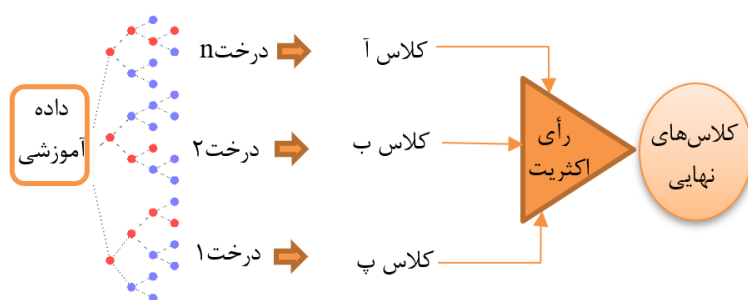 داده
آموزشی
درختn
کلاس آ
درخت۲
کلاس ب
درخت۱
کلاس پ
رأی
اکثریت
کلاس‌های
نهایی